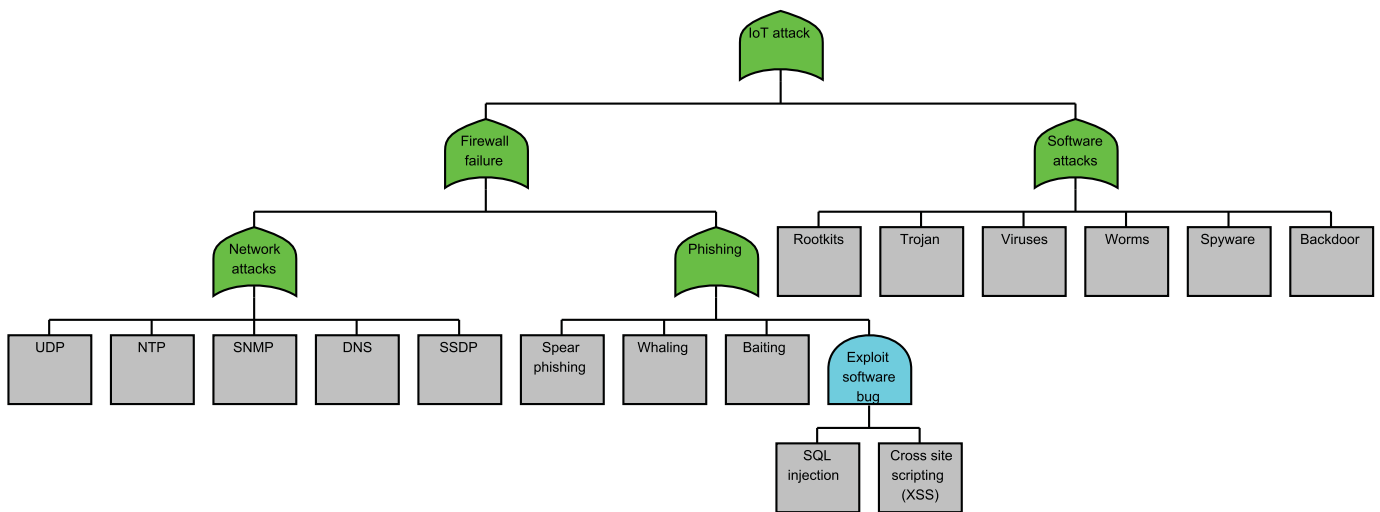 IoT attack
Firewall
failure
Software
attacks
Network
attacks
Phishing
Rootkits
Trojan
Viruses
Worms
Spyware
Backdoor
UDP
NTP
SNMP
DNS
SSDP
Spear
phishing
Whaling
Baiting
Exploit
software
bug
SQL
injection
Cross site
scripting
(XSS)